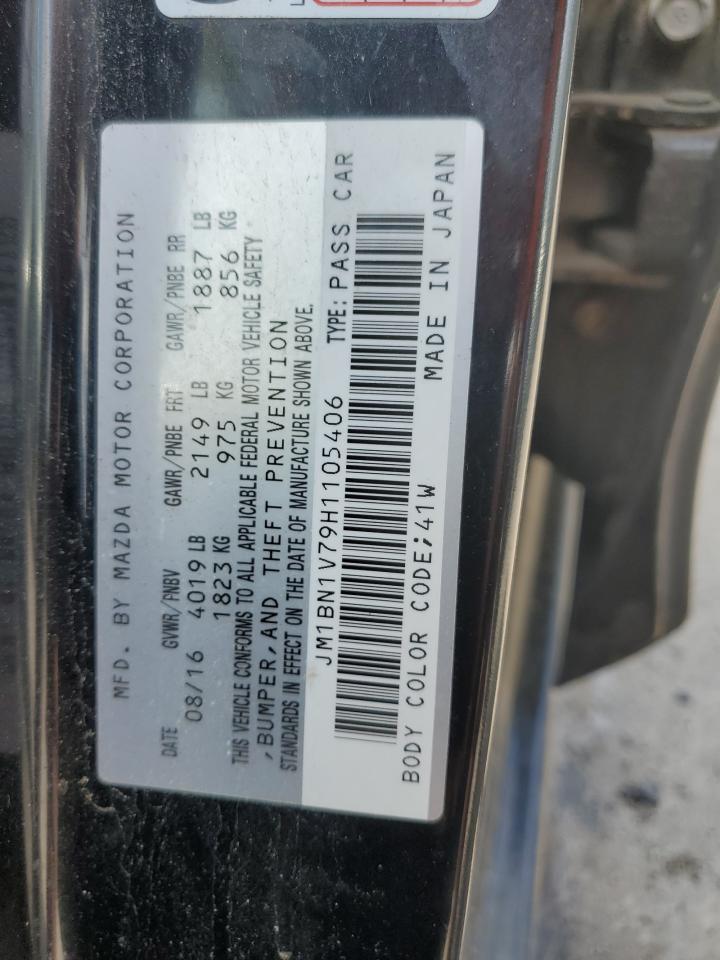 MFD. BY MAZDA MOTOR CORPORATION
DATE GVWR/PNBV GAWR/PNBE FRT GAWR/PNBE RR
08/16 4019 LB 2149 LB 1887 LB
1823 KG 975 KG 856 KG
THIS VEHICLE CONFORMS TO ALL APPLICABLE FEDERAL MOTOR VEHICLE SAFETY
,BUMPER,AND THEFT PREVENTION
STANDARDS IN EFFECT ON THE DATE OF MANUFACTURE SHOWN ABOVE.
JM1BN1V79H1105406 TYPE: PASS CAR
BODY COLOR CODE;41W MADE IN JAPAN